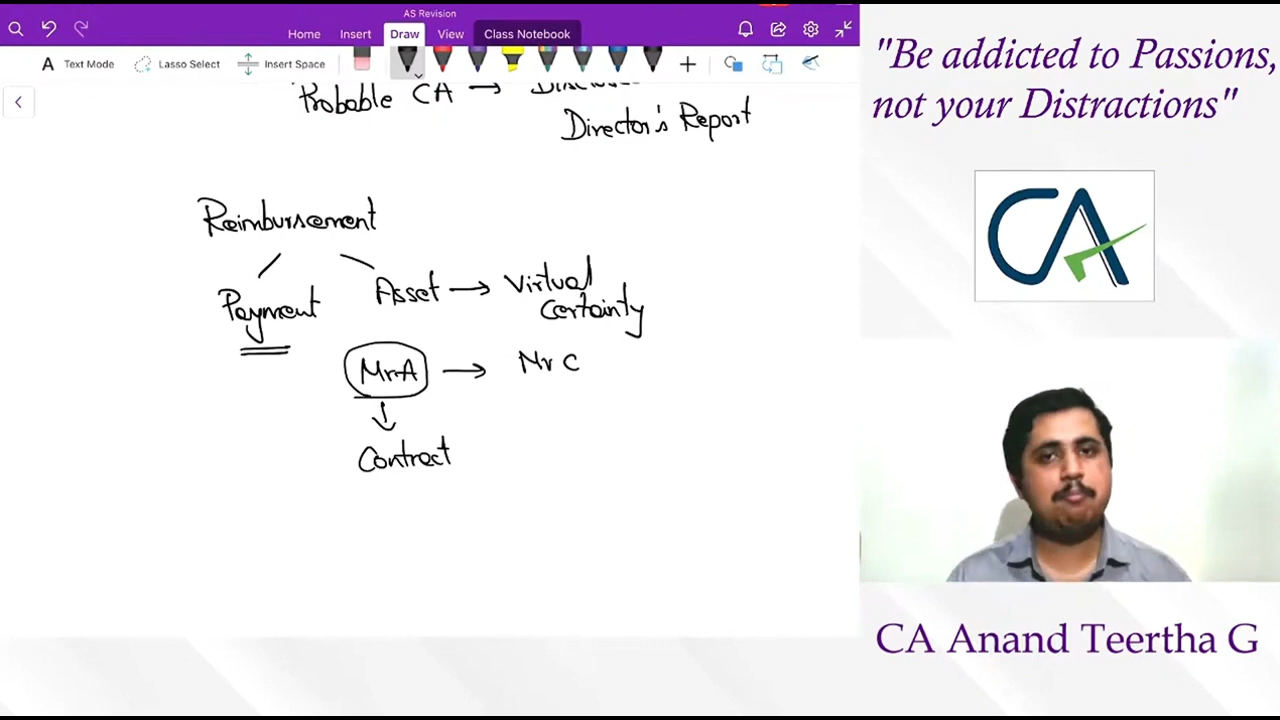 AS Revision
Home Insert Draw View Class Notebook
A Text Mode Lasso Select Insert Space
Probable CA →
Director's Report
Reimbursement
Payment
Asset → Virtual
Certainty
Mr.A → Mr C
Contract
"Be addicted to Passions,
not your Distractions"
CA
CA Anand Teertha G